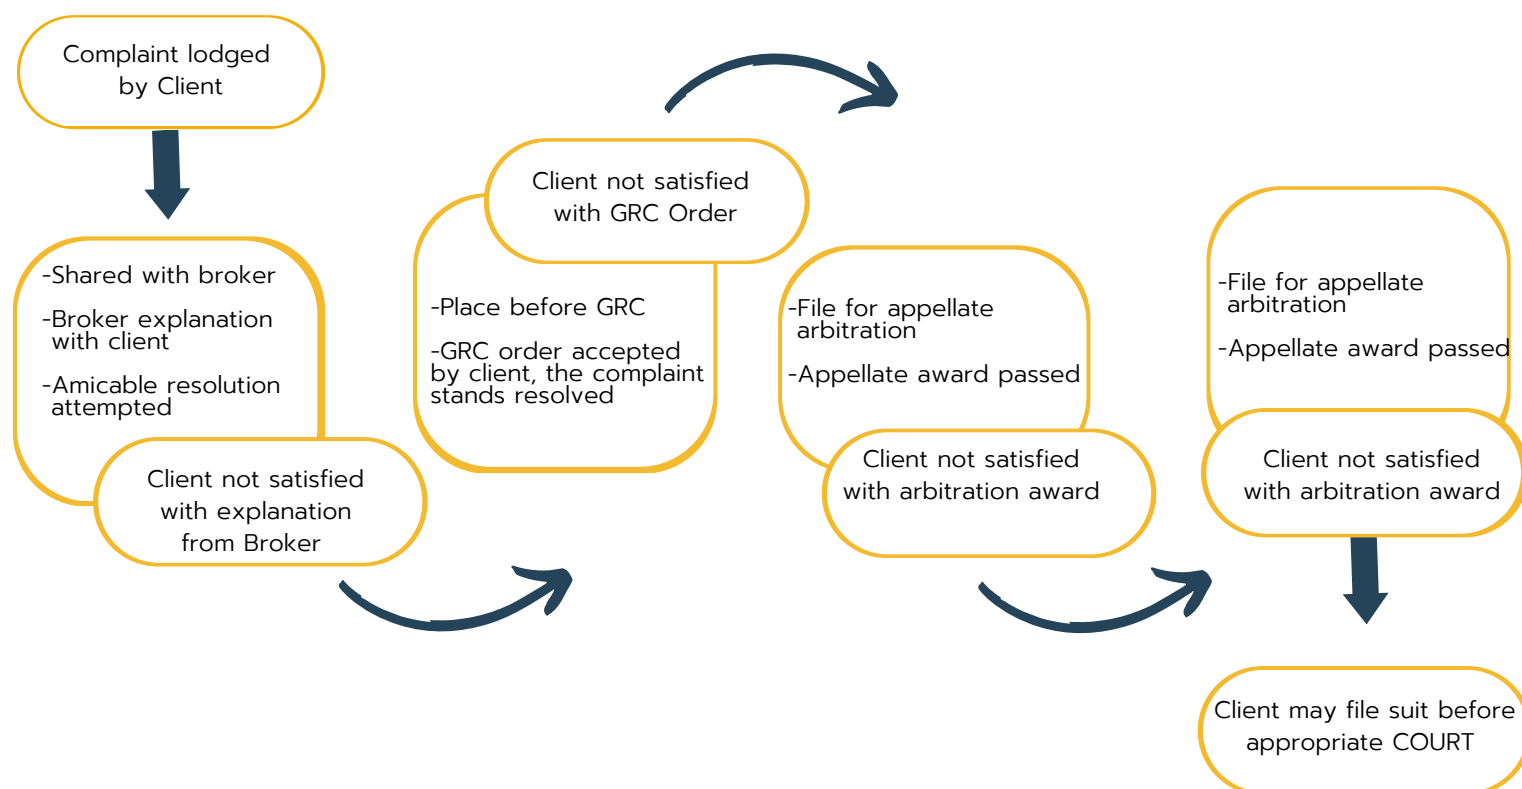 Complaint lodged
by Client
-Shared with broker
-Broker explanation
with client
-Amicable resolution
attempted
Client not satisfied
with explanation
from Broker
Client not satisfied
with GRC Order
-Place before GRC
-GRC order accepted
by client, the complaint
stands resolved
-File for appellate
arbitration
-Appellate award passed
Client not satisfied
with arbitration award
-File for appellate
arbitration
-Appellate award passed
Client not satisfied
with arbitration award
Client may file suit before
appropriate COURT